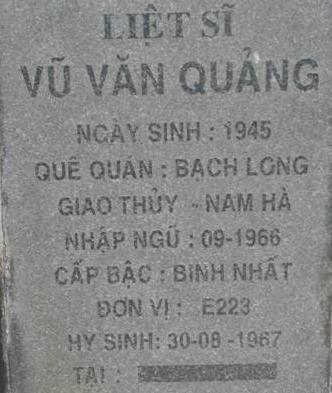 LIỆT SĨ
VŨ VĂN QUẢNG
NGÀY SINH : 1945
QUÊ QUÁN : BẠCH LONG
GIAO THỦY - NAM HÀ
NHẬP NGŨ : 09-1966
CẤP BẬC : BINH NHẤT
ĐƠN VỊ : E223
HY SINH: 30-08-1967
TẠI :